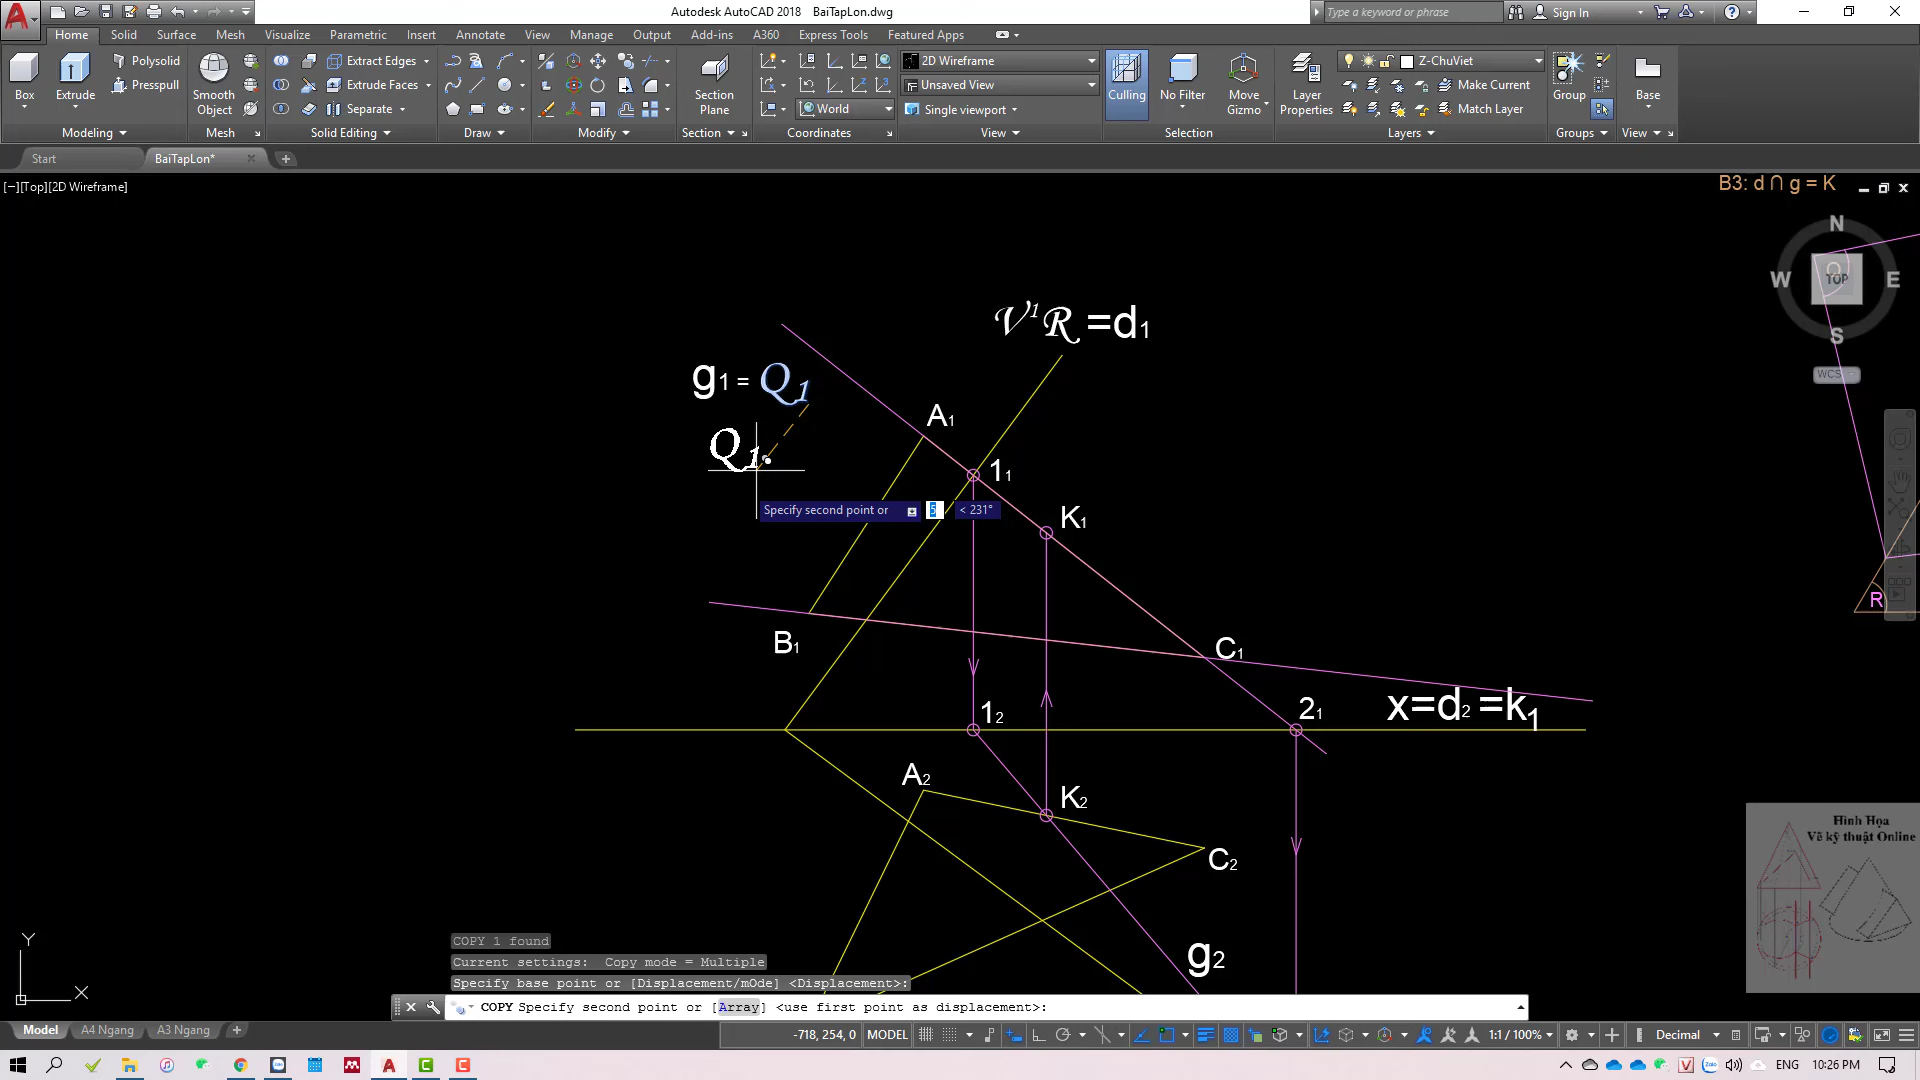 Autodesk AutoCAD 2018 BaiTapLon.dwg
Type a keyword or phrase
Sign In
Home Solid Surface Mesh Visualize Parametric Insert Annotate View Manage Output Add-ins A360 Express Tools Featured Apps
Box
Extrude
Polysolid
Presspull
Smooth
Object
Extract Edges
Extrude Faces
Separate
Section
Plane
World
2D Wireframe
Unsaved View
Single viewport
Culling
No Filter
Move
Gizmo
Layer
Properties
Z-ChuViet
Make Current
Match Layer
Group
Base
Modeling Mesh Solid Editing Draw Modify Section Coordinates View Selection Layers Groups View
Start BaiTapLon*
[−][Top][2D Wireframe]
B3: d ∩ g = K
N
W TOP E
S
WCS
𝒱1ℛ =d1
g1 = Q1
A1
Q1
11
Specify second point or 5 < 231°
K1
R
B1
C1
12
21
x=d2 =k1
A2
K2
C2
g2
Hình Họa
Vẽ kỹ thuật Online
Y
X
COPY 1 found
Current settings: Copy mode = Multiple
Specify base point or [Displacement/mOde] <Displacement>:
COPY Specify second point or [Array] <use first point as displacement>:
Model A4 Ngang A3 Ngang
-718, 254, 0 MODEL
1:1 / 100%
Decimal
ENG 10:26 PM